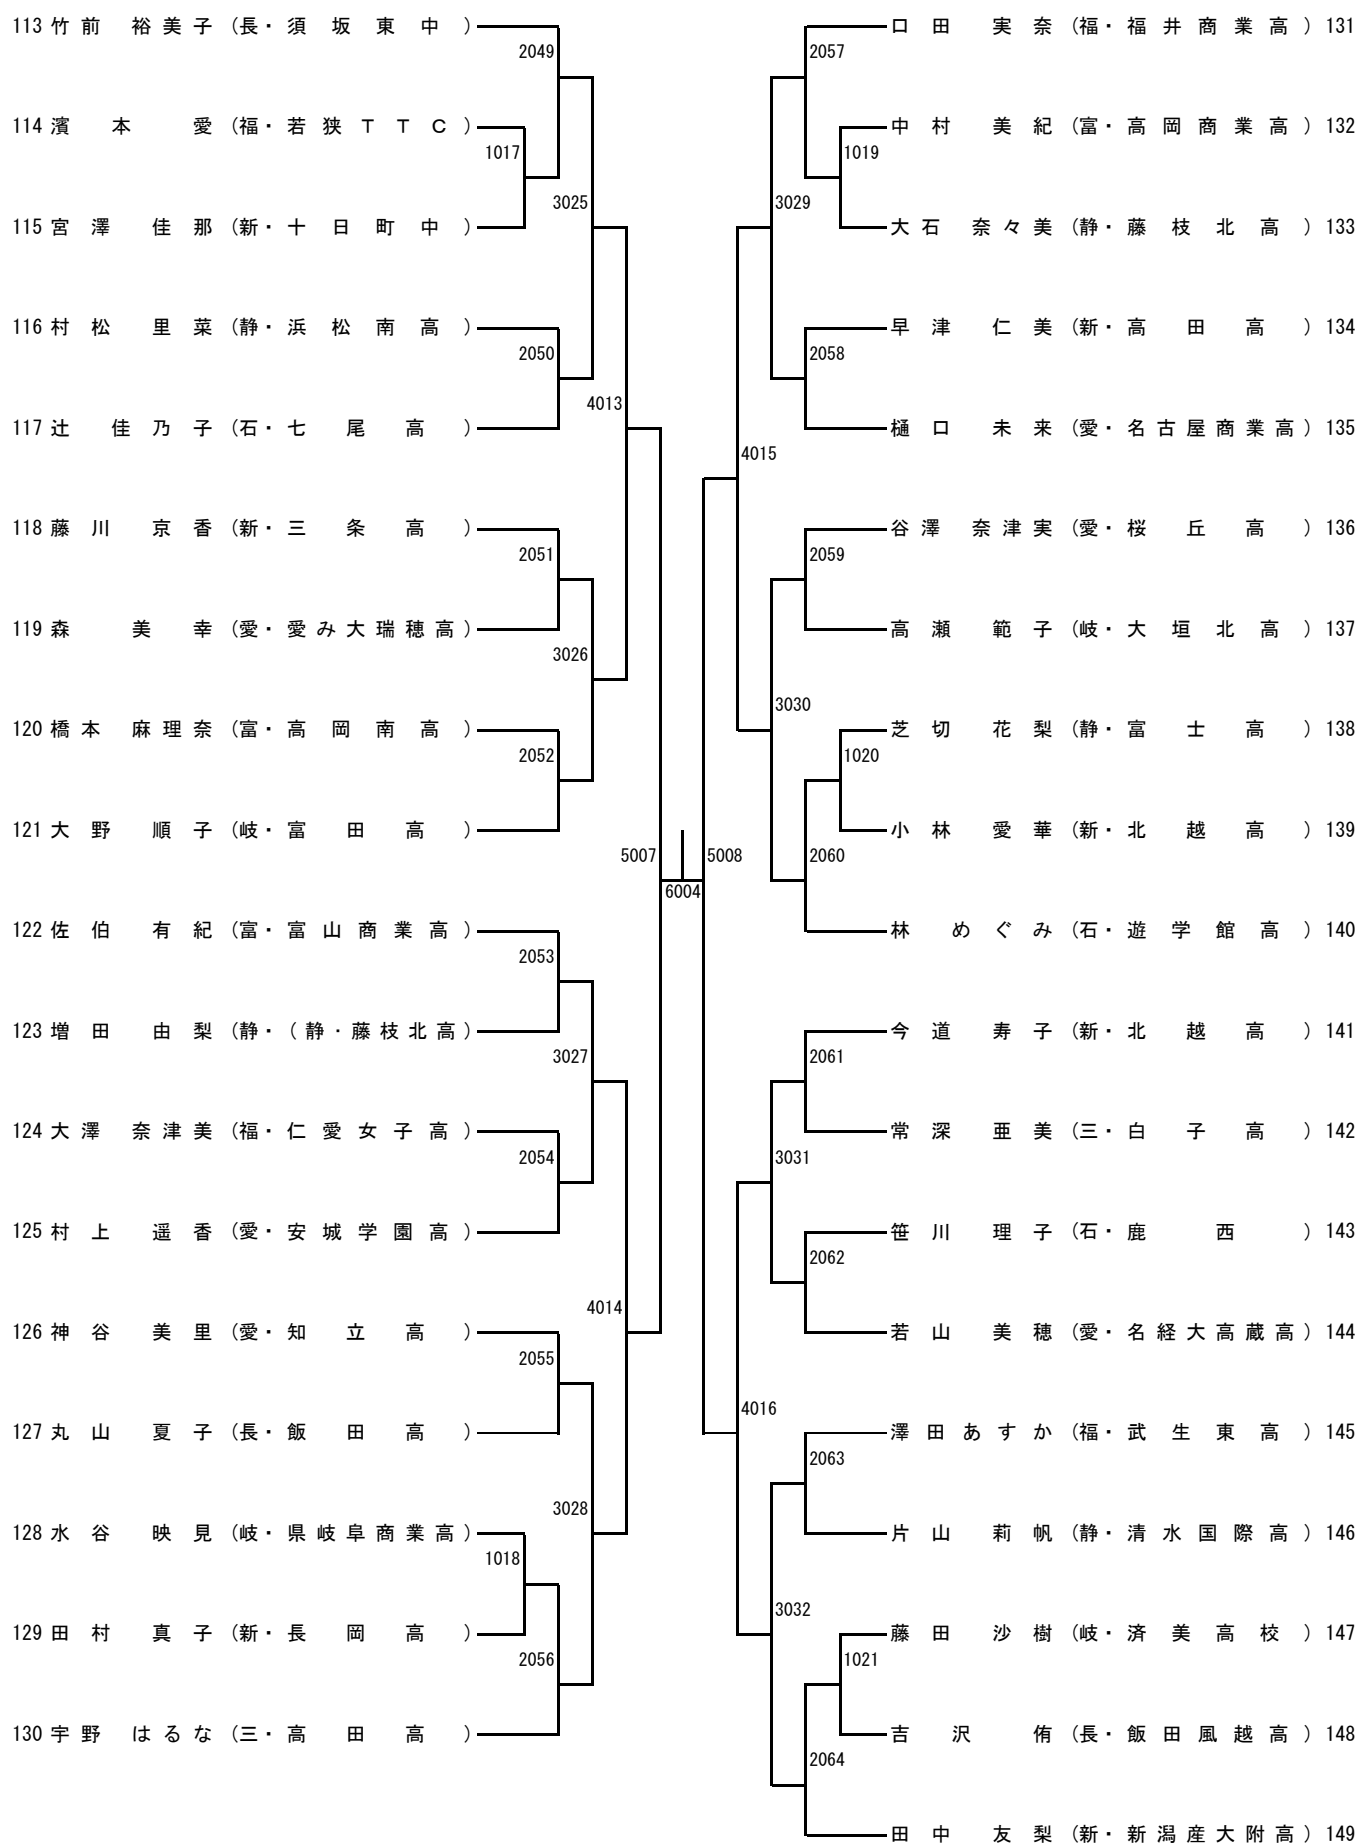 113 竹前 裕美子 (長・須坂東中)
2049
114 濱本 愛 (福・若狭TTC)
1017
115 宮澤 佳那 (新・十日町中)
3025
116 村松 里菜 (静・浜松南高)
2050
117 辻 佳乃子 (石・七尾高)
4013
118 藤川 京香 (新・三条高)
2051
119 森 美幸 (愛・愛み大瑞穂高)
3026
120 橋本 麻理奈 (富・高岡南高)
2052
121 大野 順子 (岐・富田高)
5007
122 佐伯 有紀 (富・富山商業高)
2053
123 増田 由梨 (静・(静・藤枝北高)
3027
124 大澤 奈津美 (福・仁愛女子高)
2054
125 村上 遥香 (愛・安城学園高)
4014
126 神谷 美里 (愛・知立高)
2055
127 丸山 夏子 (長・飯田高)
3028
128 水谷 映見 (岐・県岐阜商業高)
1018
129 田村 真子 (新・長岡高)
2056
130 宇野 はるな (三・高田高)
6004
口田 実奈 (福・福井商業高) 131
2057
中村 美紀 (富・高岡商業高) 132
1019
大石 奈々美 (静・藤枝北高) 133
3029
早津 仁美 (新・高田高) 134
2058
樋口 未来 (愛・名古屋商業高) 135
4015
谷澤 奈津実 (愛・桜丘高) 136
2059
高瀬 範子 (岐・大垣北高) 137
3030
芝切 花梨 (静・富士高) 138
1020
小林 愛華 (新・北越高) 139
2060
5008
林 めぐみ (石・遊学館高) 140
今道 寿子 (新・北越高) 141
2061
常深 亜美 (三・白子高) 142
3031
笹川 理子 (石・鹿西) 143
2062
若山 美穂 (愛・名経大高蔵高) 144
4016
澤田あすか (福・武生東高) 145
2063
片山 莉帆 (静・清水国際高) 146
3032
藤田 沙樹 (岐・済美高校) 147
1021
吉沢 侑 (長・飯田風越高) 148
2064
田中 友梨 (新・新潟産大附高) 149